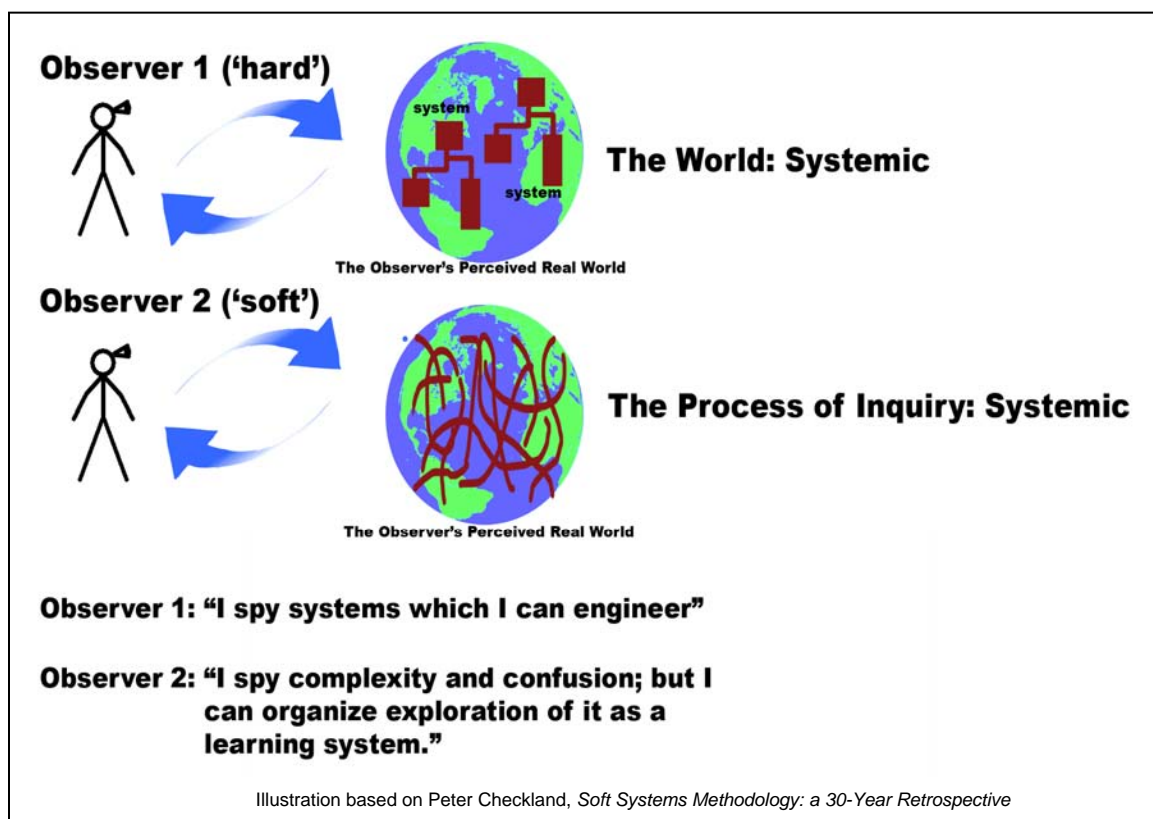 Observer 1 (‘hard’)
system
system
The World: Systemic
The Observer’s Perceived Real World
Observer 2 (‘soft’)
The Process of Inquiry: Systemic
The Observer’s Perceived Real World
Observer 1: “I spy systems which I can engineer”
Observer 2: “I spy complexity and confusion; but I
can organize exploration of it as a
learning system.”
Illustration based on Peter Checkland, Soft Systems Methodology: a 30-Year Retrospective